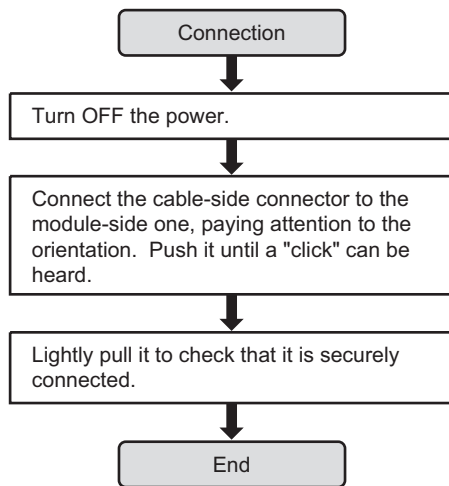 Connection
Turn OFF the power.
Connect the cable-side connector to the
module-side one, paying attention to the
orientation.  Push it until a "click" can be
heard.
Lightly pull it to check that it is securely
connected.
End